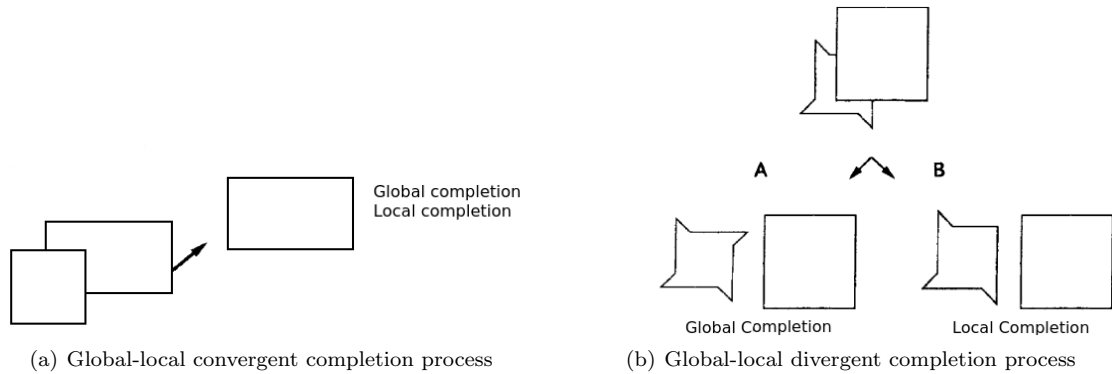 Global completion
Local completion
A
B
Global Completion
Local Completion
(a) Global-local convergent completion process
(b) Global-local divergent completion process